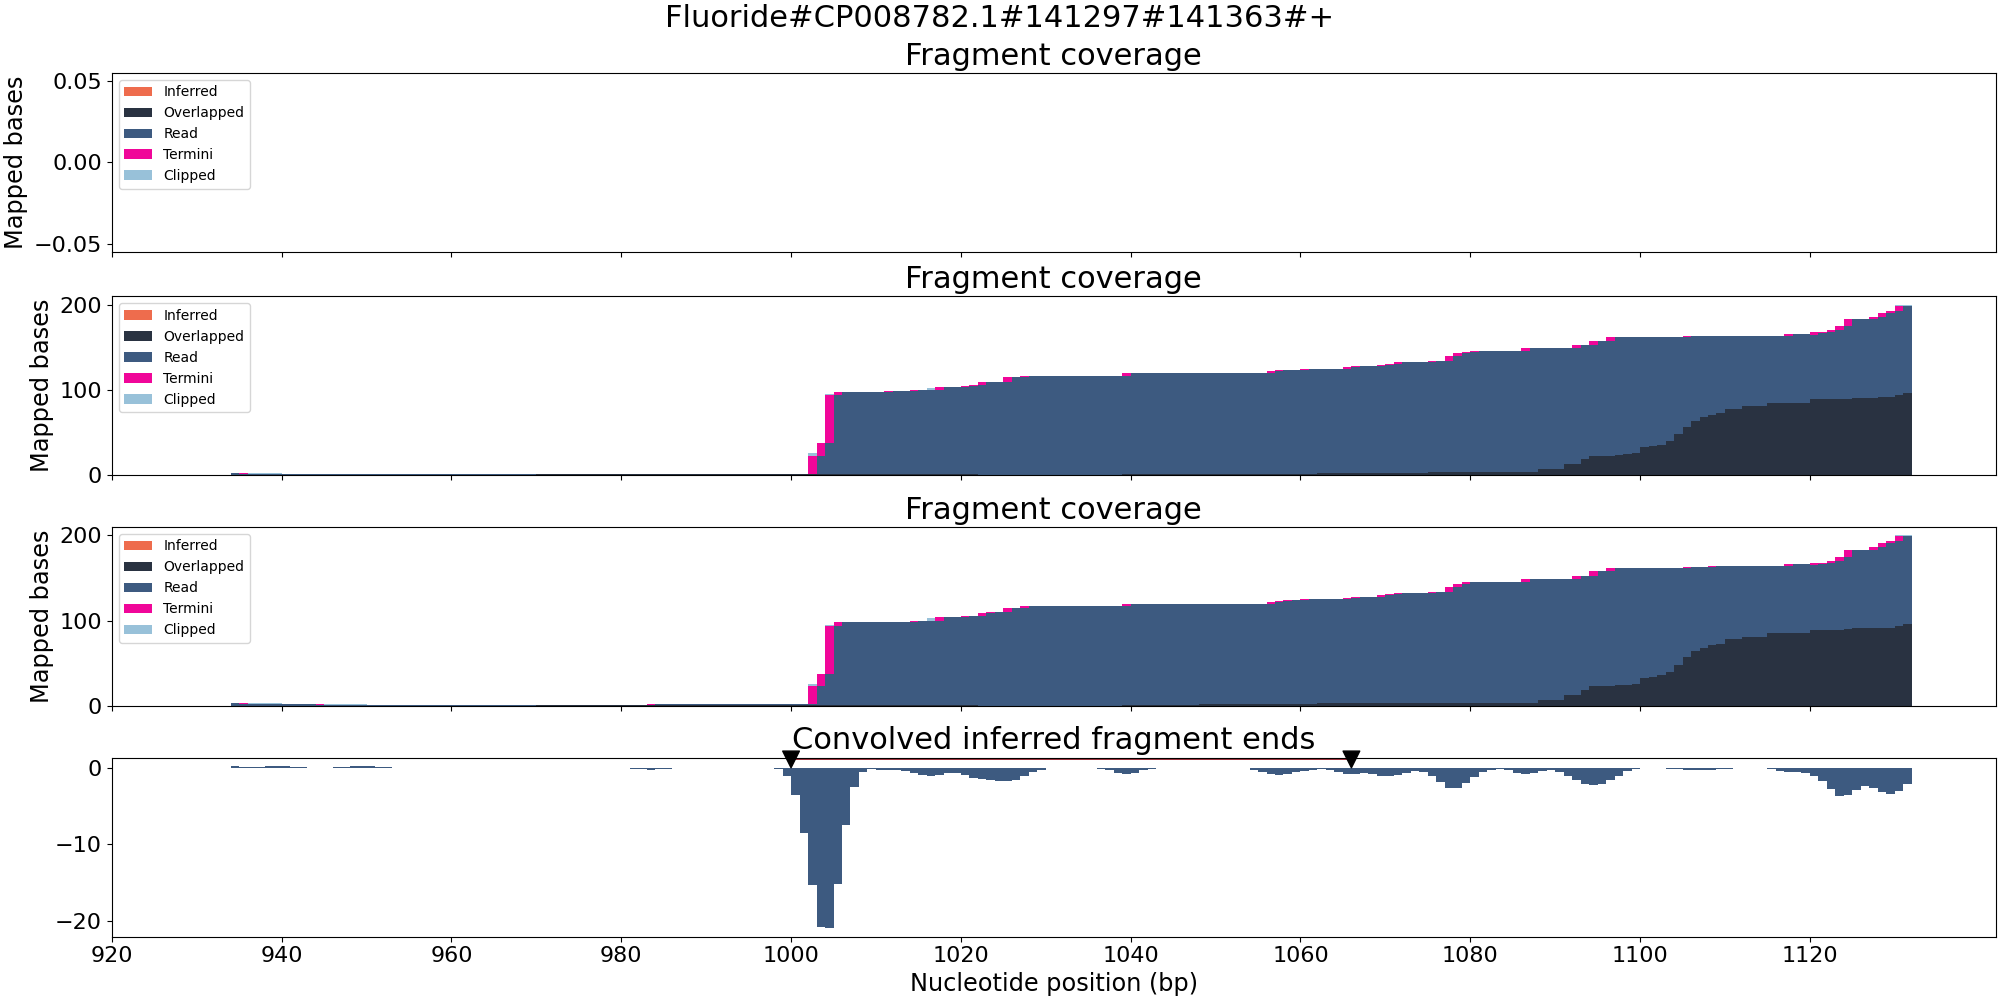 Fluoride#CP008782.1#141297#141363#+
Fragment coverage
Mapped bases
0.05
0.00
−0.05
Inferred
Overlapped
Read
Termini
Clipped
Fragment coverage
Mapped bases
200
100
0
Inferred
Overlapped
Read
Termini
Clipped
Fragment coverage
Mapped bases
200
100
0
Inferred
Overlapped
Read
Termini
Clipped
Convolved inferred fragment ends
0
−10
−20
920 940 960 980 1000 1020 1040 1060 1080 1100 1120
Nucleotide position (bp)